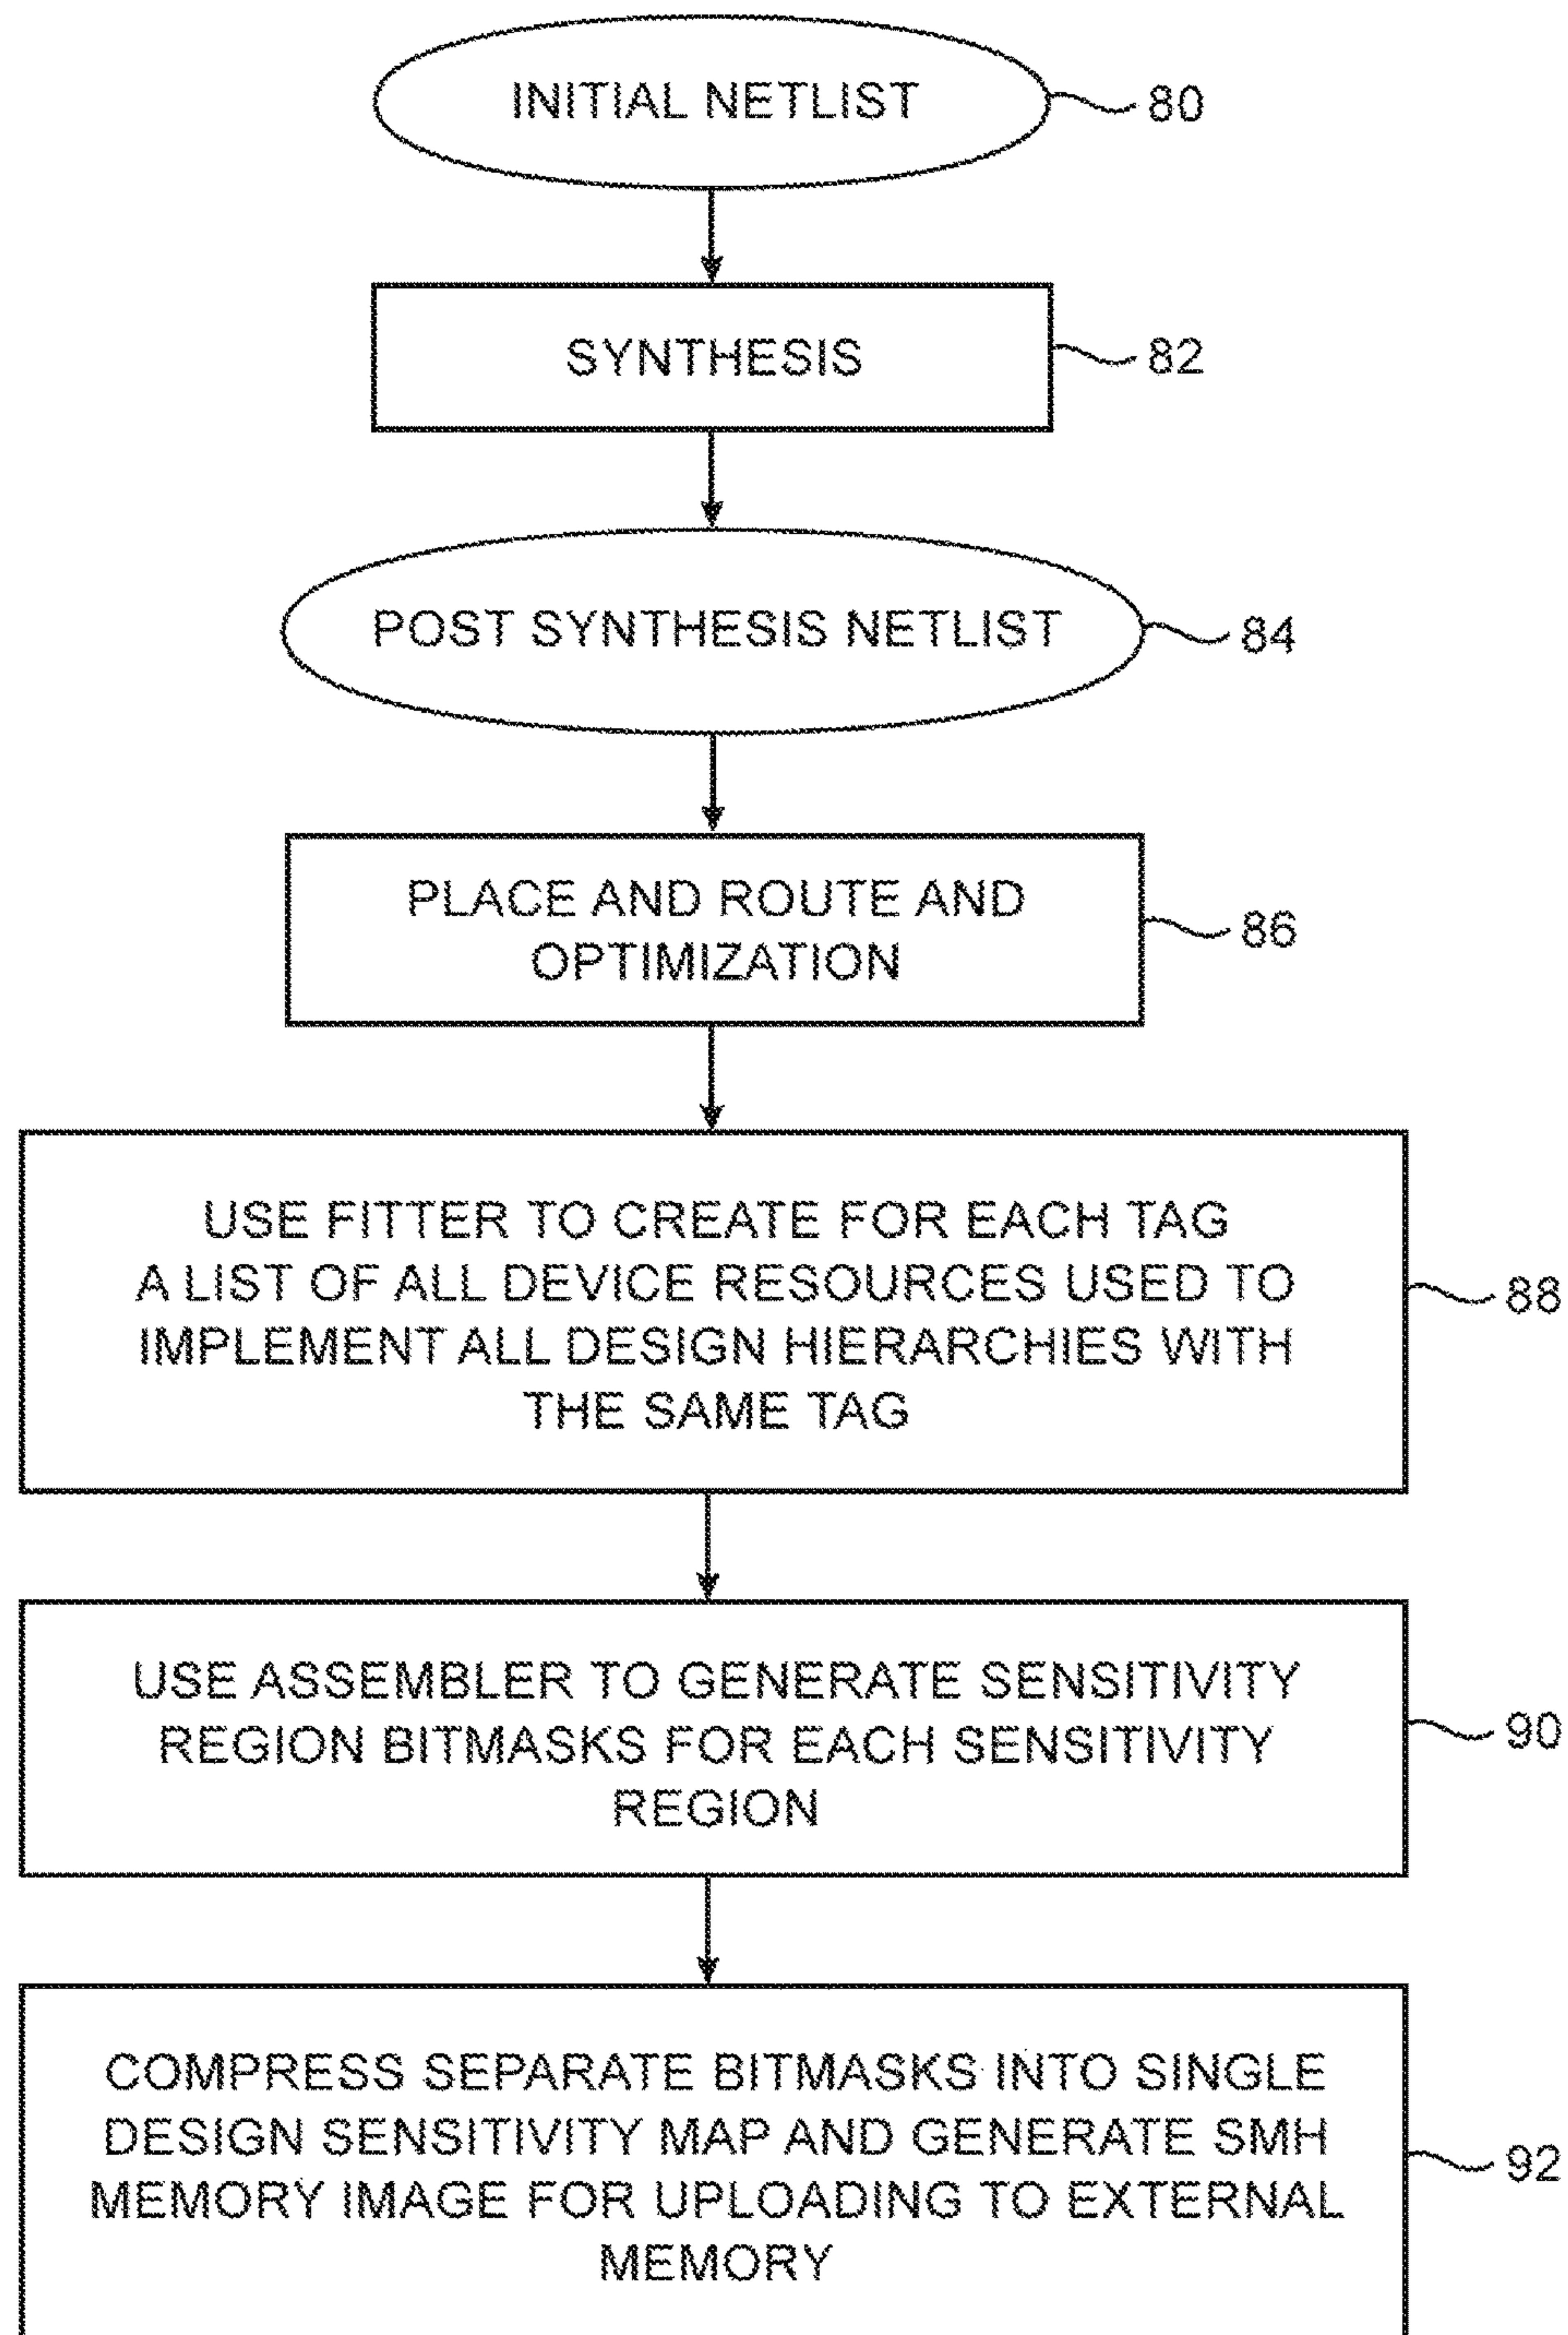 INITIAL NETLIST
80
SYNTHESIS
82
POST SYNTHESIS NETLIST
84
PLACE AND ROUTE AND
OPTIMIZATION
86
USE FITTER TO CREATE FOR EACH TAG
A LIST OF ALL DEVICE RESOURCES USED TO
IMPLEMENT ALL DESIGN HIERARCHIES WITH
THE SAME TAG
88
USE ASSEMBLER TO GENERATE SENSITIVITY
REGION BITMASKS FOR EACH SENSITIVITY
REGION
90
COMPRESS SEPARATE BITMASKS INTO SINGLE
DESIGN SENSITIVITY MAP AND GENERATE SMH
MEMORY IMAGE FOR UPLOADING TO EXTERNAL
MEMORY
92